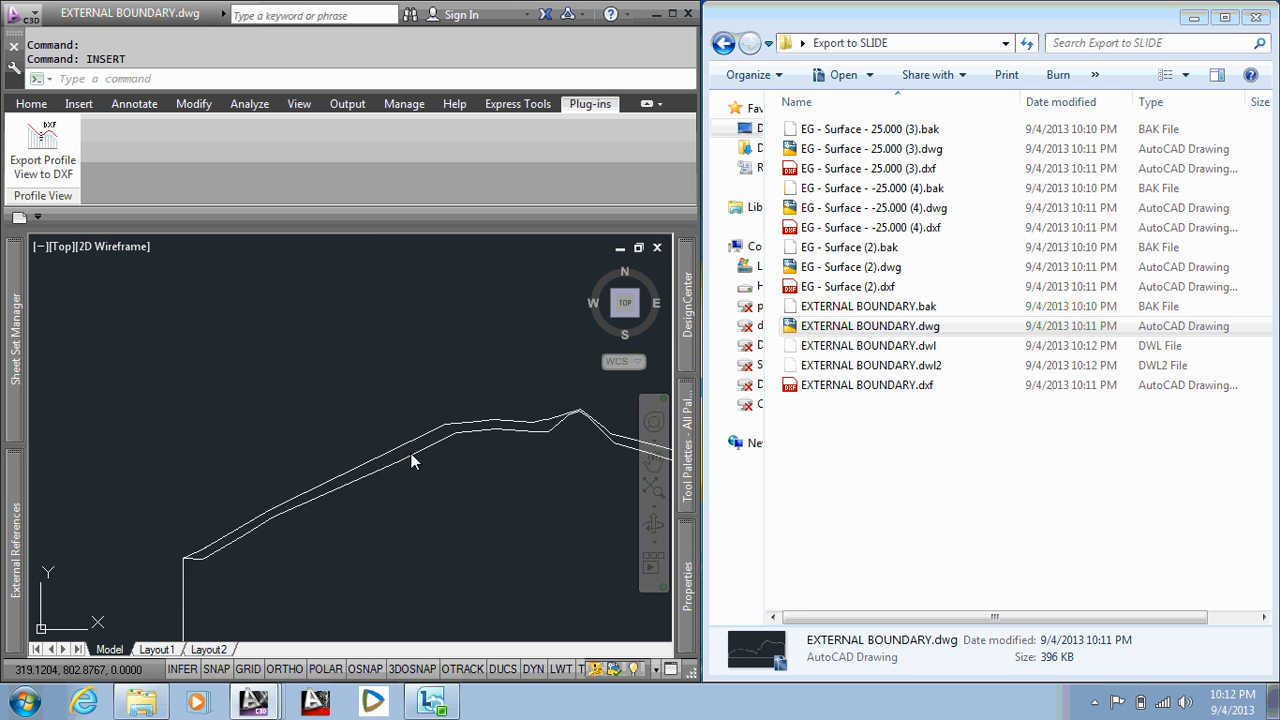 C3D
EXTERNAL BOUNDARY.dwg
Type a keyword or phrase
Sign In
Command:
Command: INSERT
Type a command
Home Insert Annotate Modify Analyze View Output Manage Help Express Tools Plug-ins
DXF
Export Profile
View to DXF
Profile View
[−][Top][2D Wireframe]
N
W TOP E
S
WCS
Sheet Set Manager
External References
DesignCenter
Tool Palettes - All Pal...
Properties
Y
X
Model Layout1 Layout2
0.0000
INFER SNAP GRID ORTHO POLAR OSNAP 3DOSNAP OTRACK DUCS DYN LWT
Export to SLIDE
Search Export to SLIDE
Organize Open Share with Print Burn »
Name Date modified Type Size
Fav
D
D
R
Lib
Co
L
H
p
d
D
S
D
C
Nev
EG - Surface - 25.000 (3).bak 9/4/2013 10:10 PM BAK File
EG - Surface - 25.000 (3).dwg 9/4/2013 10:11 PM AutoCAD Drawing
EG - Surface - 25.000 (3).dxf 9/4/2013 10:11 PM AutoCAD Drawing...
EG - Surface - -25.000 (4).bak 9/4/2013 10:10 PM BAK File
EG - Surface - -25.000 (4).dwg 9/4/2013 10:11 PM AutoCAD Drawing
EG - Surface - -25.000 (4).dxf 9/4/2013 10:11 PM AutoCAD Drawing...
EG - Surface (2).bak 9/4/2013 10:10 PM BAK File
EG - Surface (2).dwg 9/4/2013 10:11 PM AutoCAD Drawing
EG - Surface (2).dxf 9/4/2013 10:11 PM AutoCAD Drawing...
EXTERNAL BOUNDARY.bak 9/4/2013 10:10 PM BAK File
EXTERNAL BOUNDARY.dwg 9/4/2013 10:11 PM AutoCAD Drawing
EXTERNAL BOUNDARY.dwl 9/4/2013 10:12 PM DWL File
EXTERNAL BOUNDARY.dwl2 9/4/2013 10:12 PM DWL2 File
EXTERNAL BOUNDARY.dxf 9/4/2013 10:11 PM AutoCAD Drawing...
EXTERNAL BOUNDARY.dwg Date modified: 9/4/2013 10:11 PM
AutoCAD Drawing Size: 396 KB
C3D
10:12 PM
9/4/2013